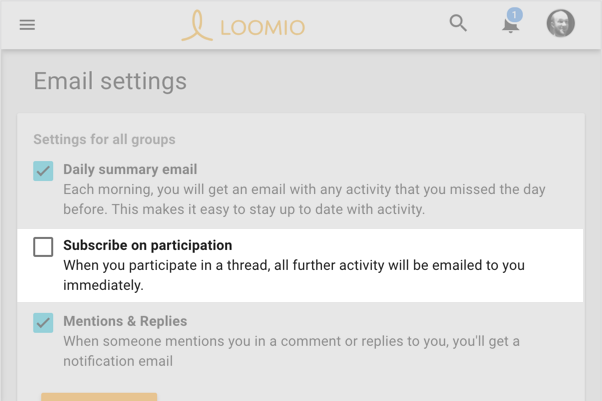 LOOMIO
1
Email settings
Settings for all groups
Daily summary email
Each morning, you will get an email with any activity that you missed the day
before. This makes it easy to stay up to date with activity.
Subscribe on participation
When you participate in a thread, all further activity will be emailed to you
immediately.
Mentions & Replies
When someone mentions you in a comment or replies to you, you'll get a
notification email